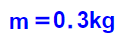 m = 0.3kg